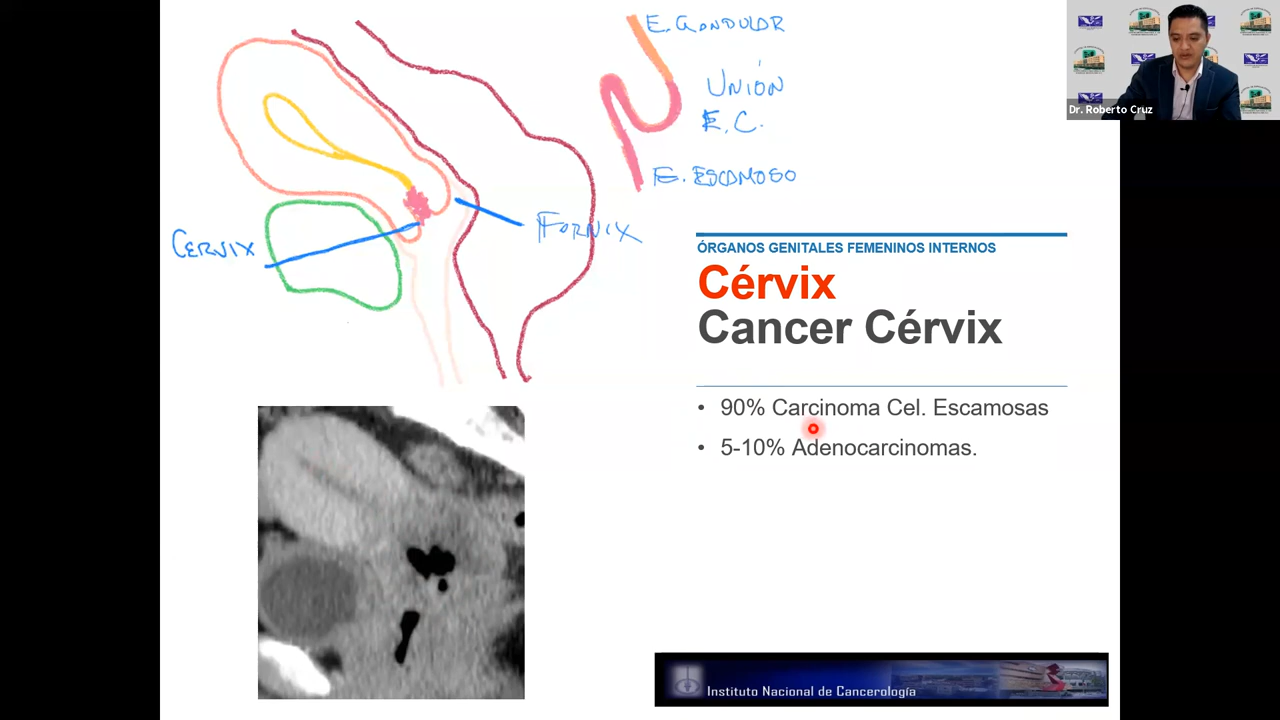 E. GLANDULAR
UNIÓN
E.C.
E. ESCAMOSO
FORNIX
CERVIX
Dr. Roberto Cruz
ÓRGANOS GENITALES FEMENINOS INTERNOS
Cérvix
Cancer Cérvix
• 90% Carcinoma Cel. Escamosas
• 5-10% Adenocarcinomas.
Instituto Nacional de Cancerología